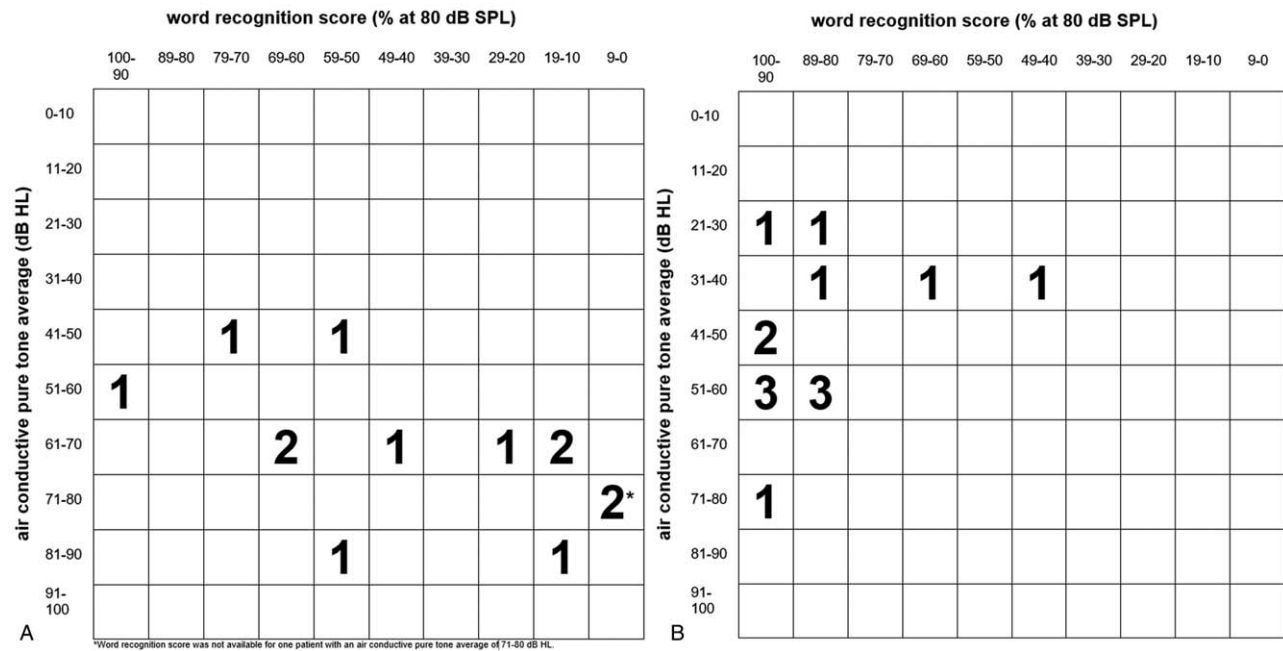 word recognition score (% at 80 dB SPL)
100-90 89-80 79-70 69-60 59-50 49-40 39-30 29-20 19-10 9-0
air conductive pure tone average (dB HL)
0-10
11-20
21-30
31-40
41-50 1 1
51-60 1
61-70 2 1 1 2
71-80 2*
81-90 1 1
91-100
A
*Word recognition score was not available for one patient with an air conductive pure tone average of 71-80 dB HL.
word recognition score (% at 80 dB SPL)
100-90 89-80 79-70 69-60 59-50 49-40 39-30 29-20 19-10 9-0
air conductive pure tone average (dB HL)
0-10
11-20
21-30 1 1
31-40 1 1 1
41-50 2
51-60 3 3
61-70
71-80 1
81-90
91-100
B